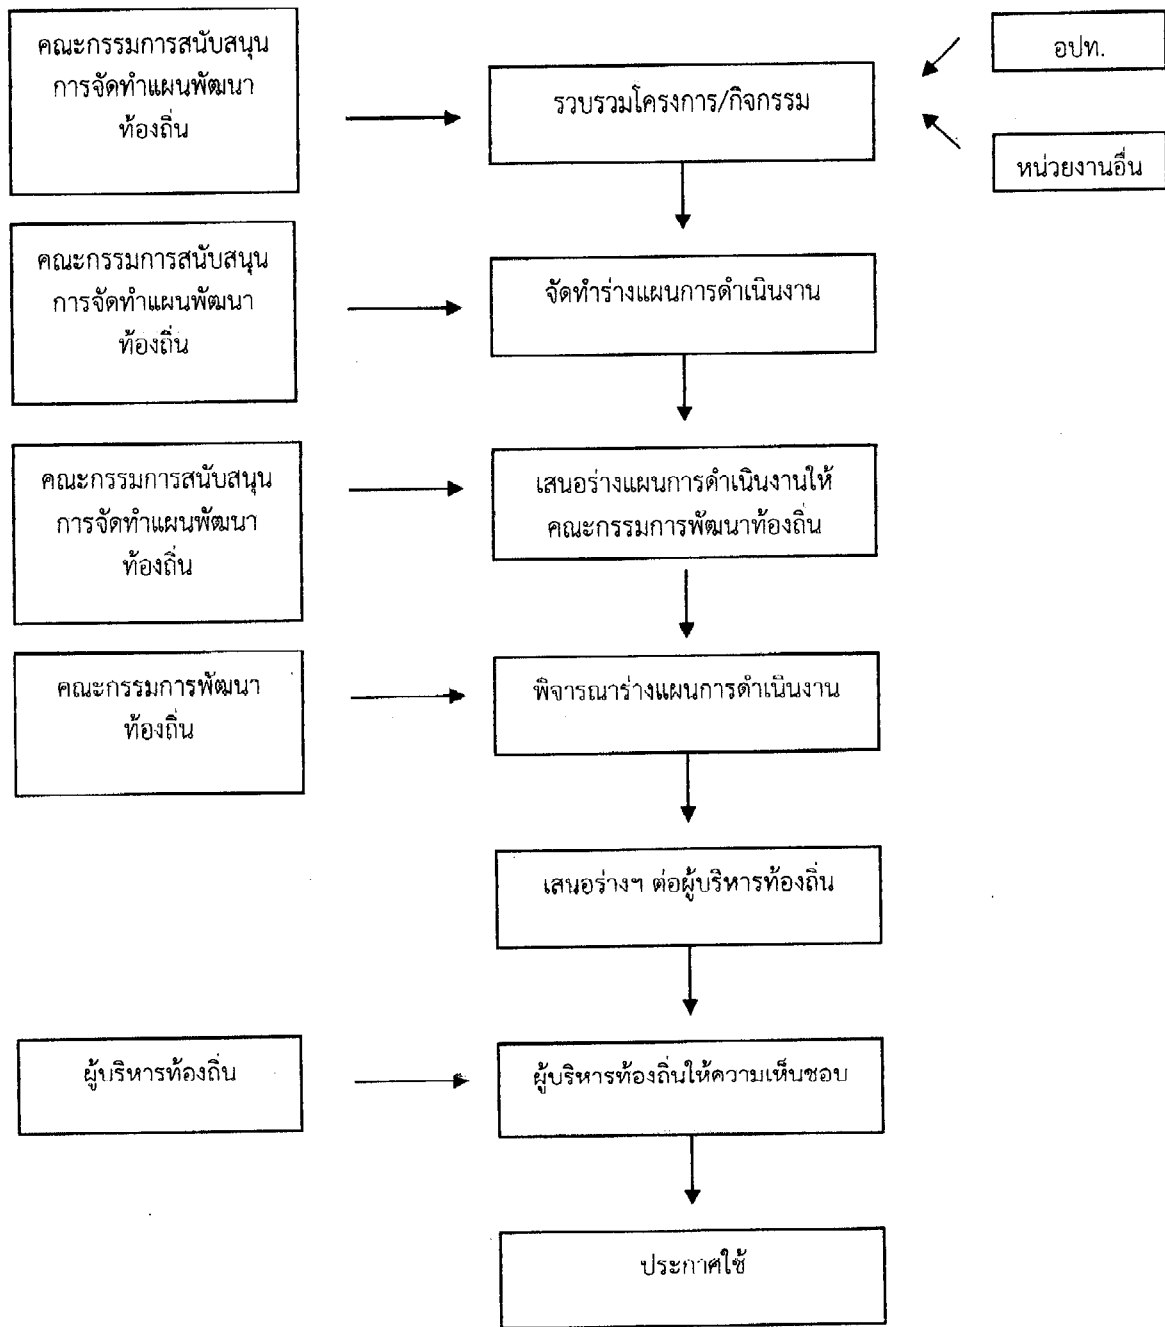 คณะกรรมการสนับสนุน
การจัดทำแผนพัฒนา
ท้องถิ่น
รวบรวมโครงการ/กิจกรรม
อปท.
หน่วยงานอื่น
คณะกรรมการสนับสนุน
การจัดทำแผนพัฒนา
ท้องถิ่น
จัดทำร่างแผนการดำเนินงาน
คณะกรรมการสนับสนุน
การจัดทำแผนพัฒนา
ท้องถิ่น
เสนอร่างแผนการดำเนินงานให้
คณะกรรมการพัฒนาท้องถิ่น
คณะกรรมการพัฒนา
ท้องถิ่น
พิจารณาร่างแผนการดำเนินงาน
เสนอร่างฯ ต่อผู้บริหารท้องถิ่น
ผู้บริหารท้องถิ่น
ผู้บริหารท้องถิ่นให้ความเห็นชอบ
ประกาศใช้